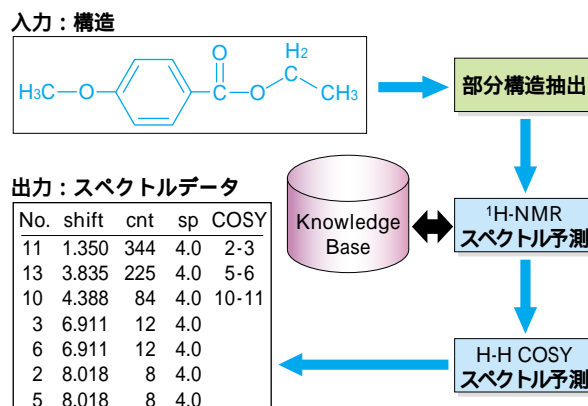 入力：構造
H3C O C O O C H2 CH3
部分構造抽出
出力：スペクトルデータ
No. shift cnt sp COSY
11 1.350 344 4.0 2-3
13 3.835 225 4.0 5-6
10 4.388 84 4.0 10-11
3 6.911 12 4.0
6 6.911 12 4.0
2 8.018 8 4.0
5 8.018 8 4.0
Knowledge
Base
1H-NMR
スペクトル予測
H-H COSY
スペクトル予測